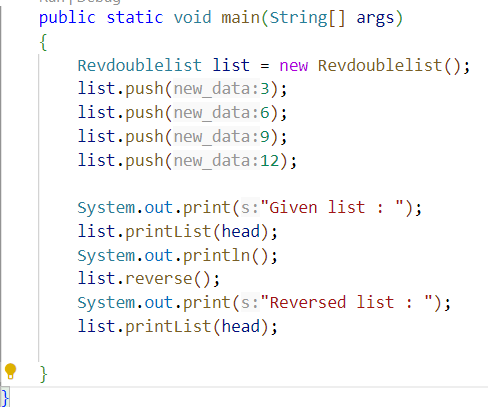 Run | Debug
public static void main(String[] args)
{
Revdoublelist list = new Revdoublelist();
list.push(new_data:3);
list.push(new_data:6);
list.push(new_data:9);
list.push(new_data:12);
System.out.print(s:"Given list : ");
list.printList(head);
System.out.println();
list.reverse();
System.out.print(s:"Reversed list : ");
list.printList(head);
}
}